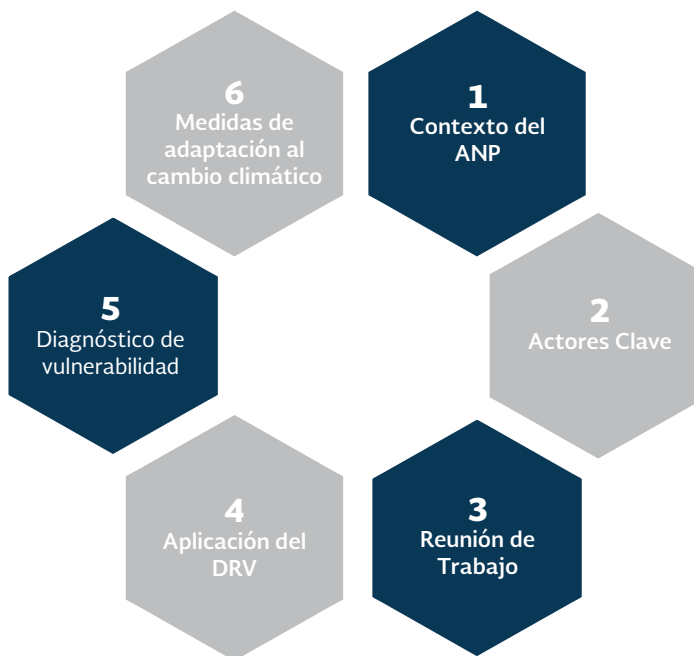 1
Contexto del
ANP
2
Actores Clave
3
Reunión de
Trabajo
4
Aplicación del
DRV
5
Diagnóstico de
vulnerabilidad
6
Medidas de
adaptación al
cambio climático